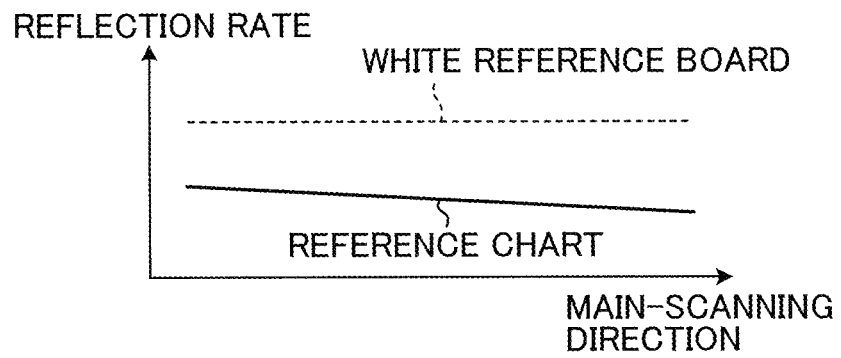 REFLECTION RATE
WHITE REFERENCE BOARD
REFERENCE CHART
MAIN-SCANNING
DIRECTION